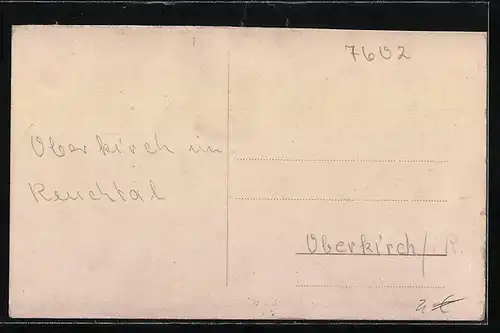 7602
Oberkirch im
Renchtal
Oberkirch/R.